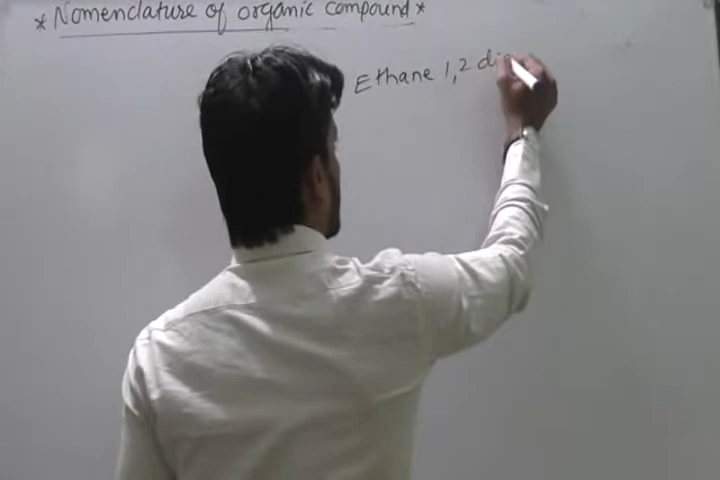 * Nomenclature of organic compound *
Ethane 1,2 di